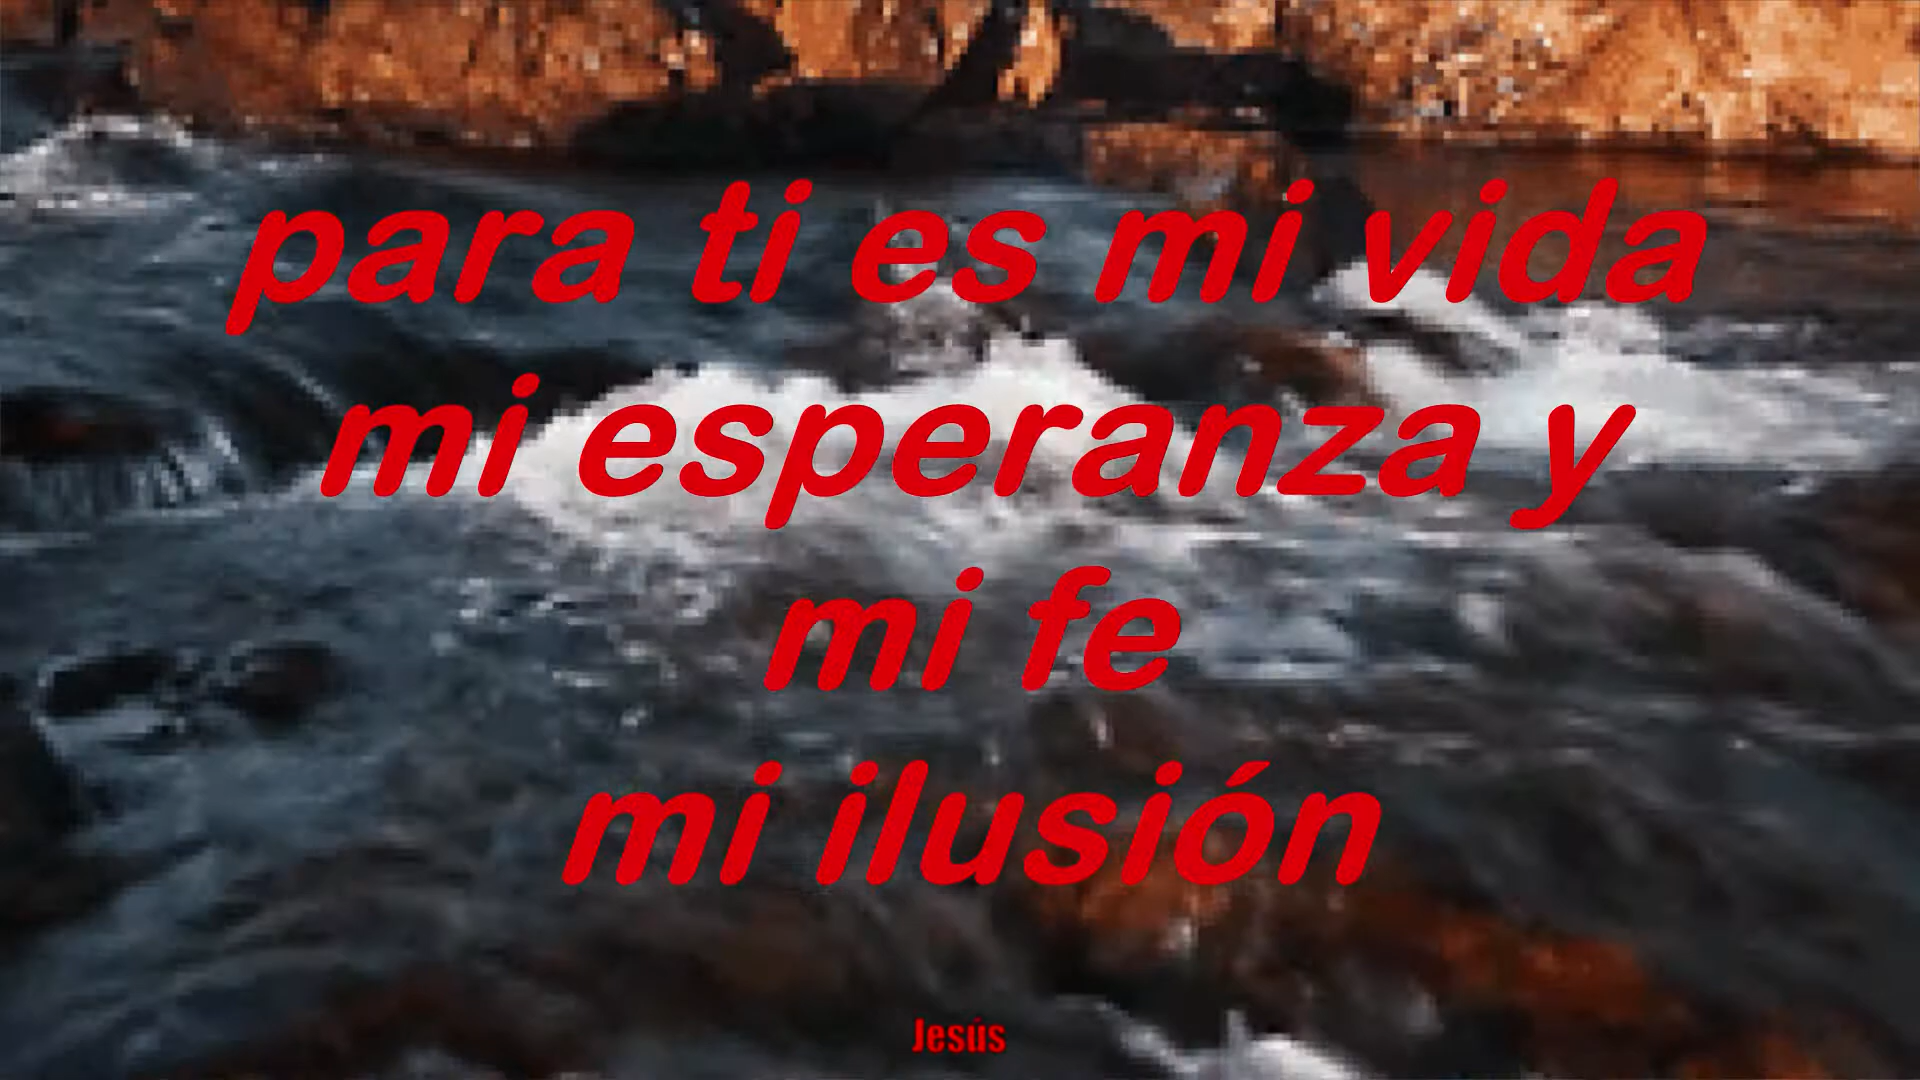 para ti es mi vida
mi esperanza y
mi fe
mi ilusión
Jesús